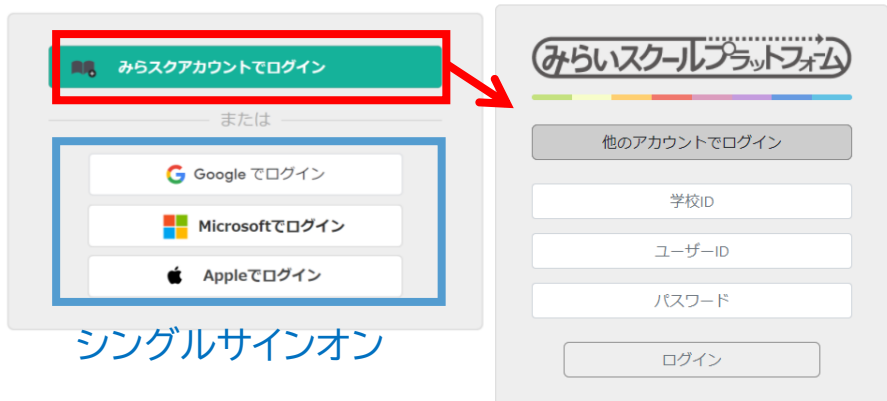 みらスクアカウントでログイン
または
Google でログイン
Microsoftでログイン
Appleでログイン
シングルサインオン
みらいスクールプラットフォーム
他のアカウントでログイン
学校ID
ユーザーID
パスワード
ログイン